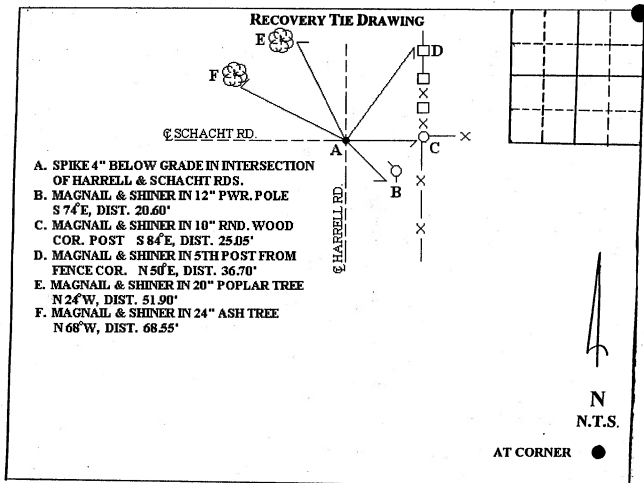 RECOVERY TIE DRAWING
E
D
F
℄ SCHACHT RD.
A
C
B
℄ HARRELL RD.
A. SPIKE 4" BELOW GRADE IN INTERSECTION
OF HARRELL & SCHACHT RDS.
B. MAGNAIL & SHINER IN 12" PWR. POLE
S 74°E, DIST. 20.60'
C. MAGNAIL & SHINER IN 10" RND. WOOD
COR. POST S 84°E, DIST. 25.05'
D. MAGNAIL & SHINER IN 5TH POST FROM
FENCE COR. N 50°E, DIST. 36.70'
E. MAGNAIL & SHINER IN 20" POPLAR TREE
N 24°W, DIST. 51.90'
F. MAGNAIL & SHINER IN 24" ASH TREE
N 68°W, DIST. 68.55'
N
N.T.S.
AT CORNER